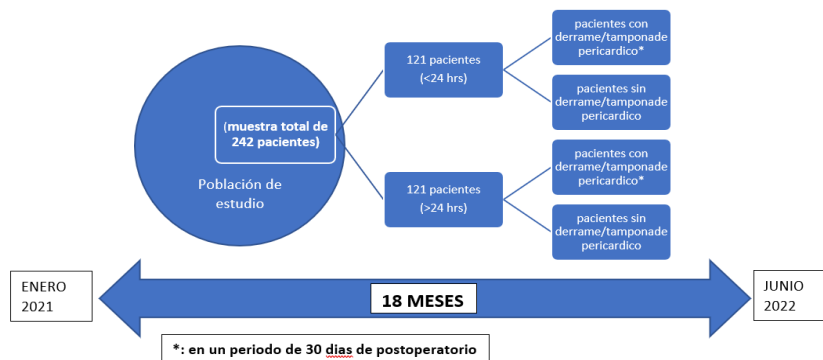 (muestra total de
242 pacientes)
Población de
estudio
121 pacientes
(<24 hrs)
pacientes con
derrame/tamponade
pericardico*
pacientes sin
derrame/tamponade
pericardico
121 pacientes
(>24 hrs)
pacientes con
derrame/tamponade
pericardico*
pacientes sin
derrame/tamponade
pericardico
ENERO
2021
18 MESES
JUNIO
2022
*: en un periodo de 30 dias de postoperatorio